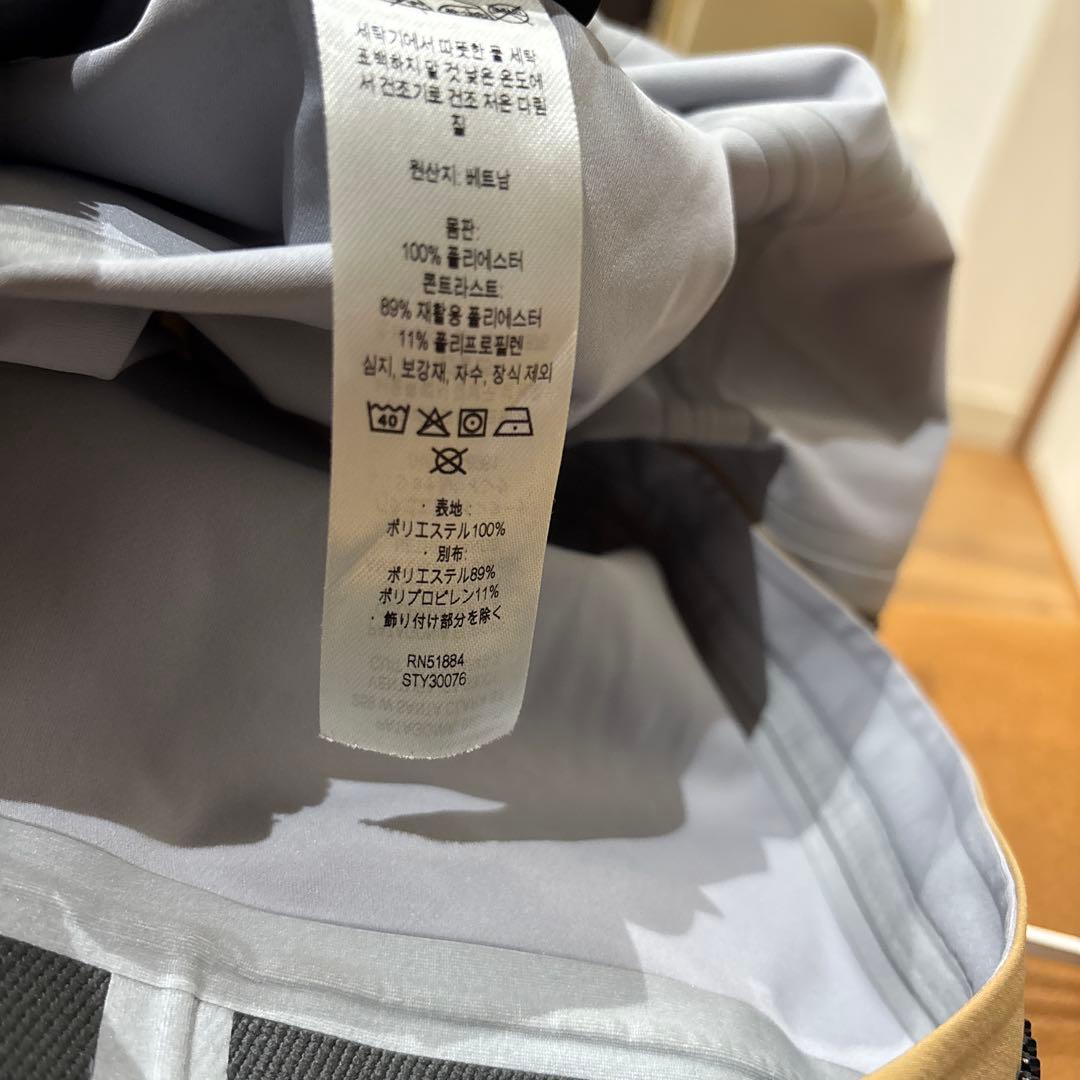 세탁기에서 따뜻한 물 세탁
표백하지 말 것 낮은 온도에
서 건조기로 건조 저온 다림
질
원산지: 베트남
몸판:
100% 폴리에스터
콘트라스트:
89% 재활용 폴리에스터
11% 폴리프로필렌
심지, 보강재, 자수, 장식 제외
40
・表地:
ポリエステル100%
・別布:
ポリエステル89%
ポリプロピレン11%
・飾り付け部分を除く
RN51884
STY30076